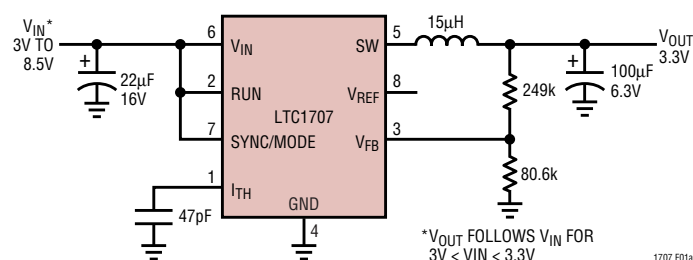 VIN*
3V TO
8.5V
+
22μF
16V
6
VIN
2
RUN
7
SYNC/MODE
1
ITH
47pF
LTC1707
GND
4
5
SW
8
VREF
3
VFB
15μH
249k
80.6k
+
100μF
6.3V
VOUT
3.3V
*VOUT FOLLOWS VIN FOR
3V < VIN < 3.3V
1707 F01a